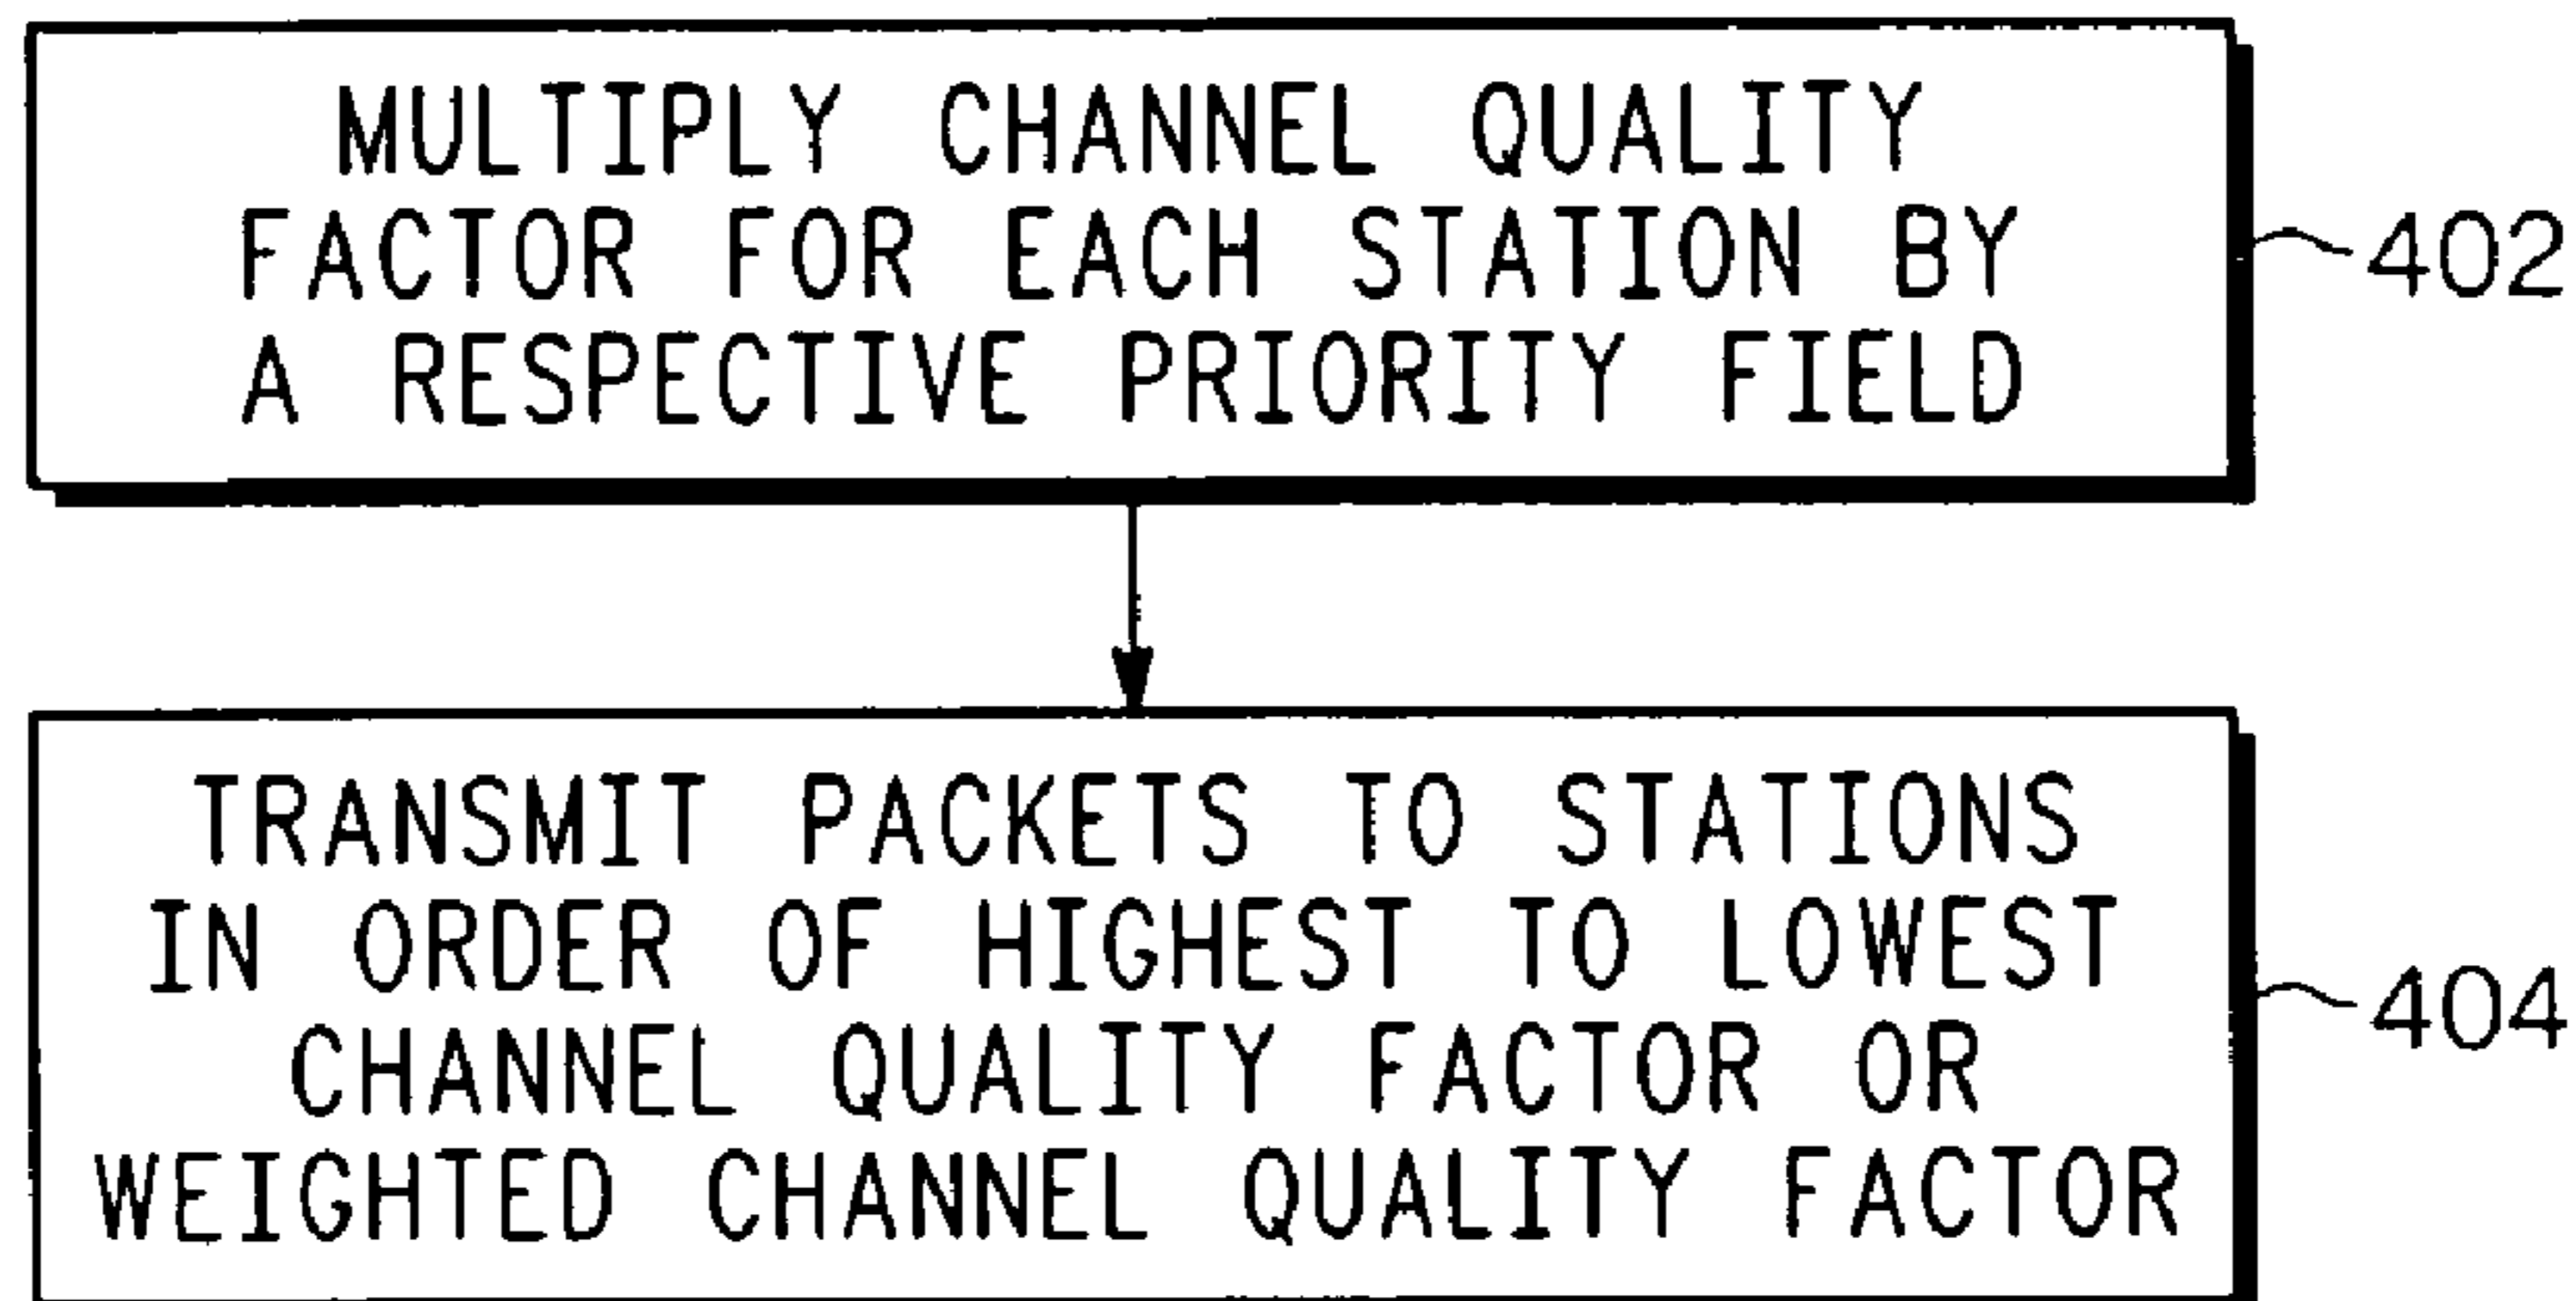 MULTIPLY CHANNEL QUALITY
FACTOR FOR EACH STATION BY
A RESPECTIVE PRIORITY FIELD
402
TRANSMIT PACKETS TO STATIONS
IN ORDER OF HIGHEST TO LOWEST
CHANNEL QUALITY FACTOR OR
WEIGHTED CHANNEL QUALITY FACTOR
404